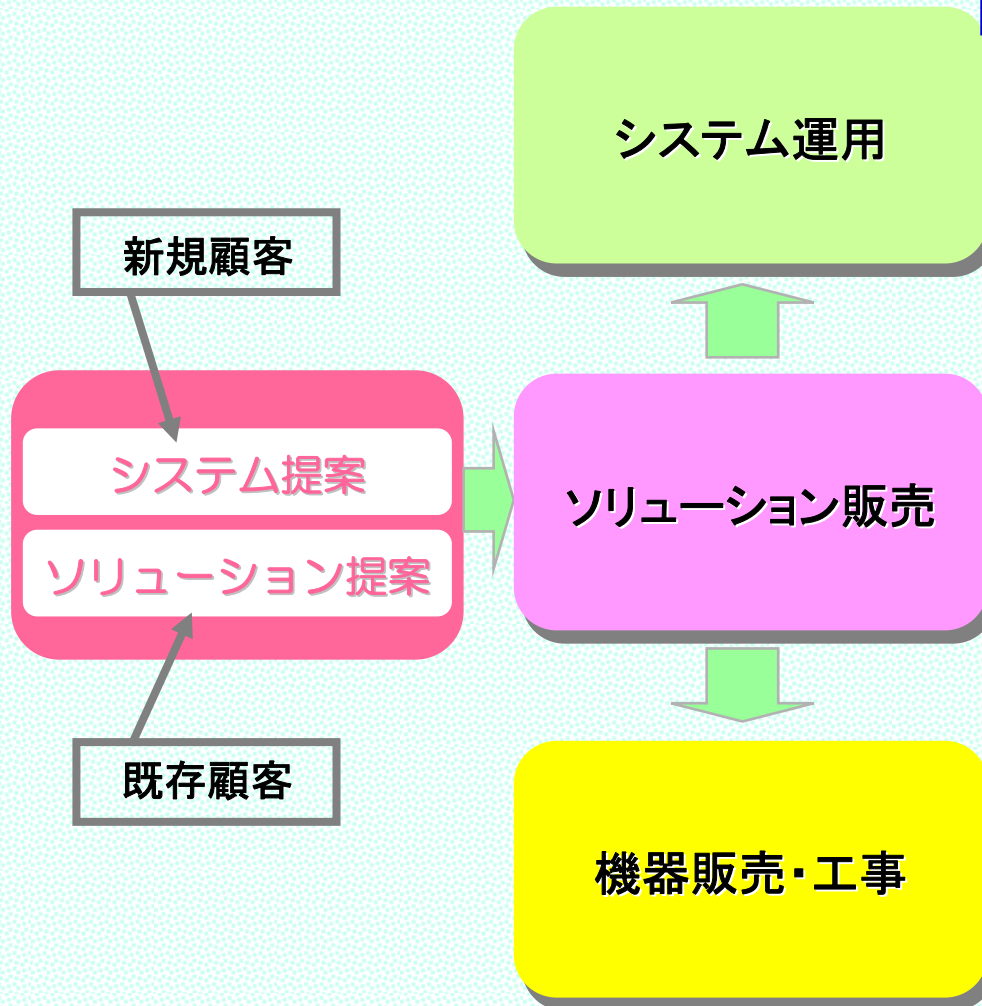 システム運用
新規顧客
システム提案
ソリューション提案
ソリューション販売
既存顧客
機器販売・工事